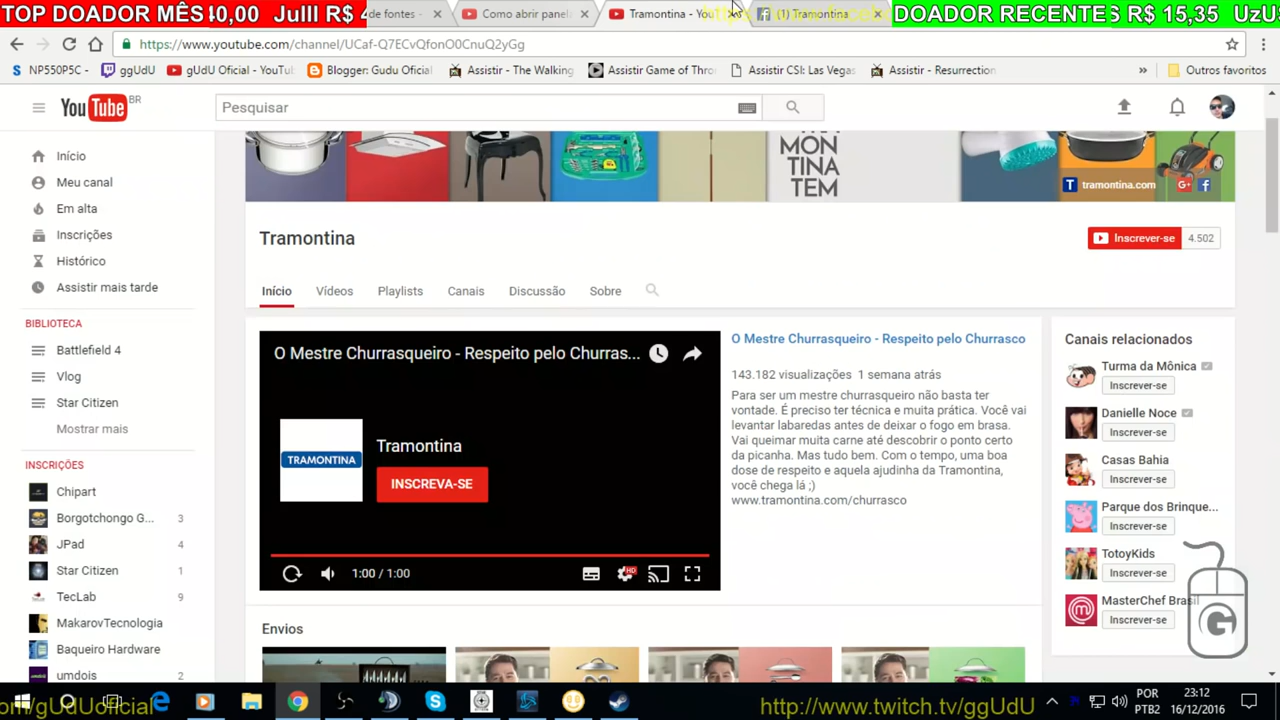 TOP DOADOR MÊS
0,00 JullI R$
de fontes -
Como abrir panel
Tramontina - You
(1) Tramontina
DOADOR RECENTE
S R$ 15,35 UzU
https://www.youtube.com/channel/UCaf-Q7ECvQfonO0CnuQ2yGg
NP550P5C -
ggUdU
gUdU Oficial - YouTub
Blogger: Gudu Oficial
Assistir - The Walking
Assistir Game of Thro
Assistir CSI: Las Vegas
Assistir - Resurrection
»
Outros favoritos
YouTube BR
Pesquisar
Início
Meu canal
Em alta
Inscrições
Histórico
Assistir mais tarde
BIBLIOTECA
Battlefield 4
Vlog
Star Citizen
Mostrar mais
INSCRIÇÕES
Chipart
Borgotchongo G... 3
JPad 4
Star Citizen 1
TecLab 9
MakarovTecnologia
Baqueiro Hardware
umdois 2
MON
TINA
TEM
T tramontina.com
Tramontina
Inscrever-se 4.502
Início Vídeos Playlists Canais Discussão Sobre
O Mestre Churrasqueiro - Respeito pelo Churras...
TRAMONTINA
Tramontina
INSCREVA-SE
1:00 / 1:00
HD
O Mestre Churrasqueiro - Respeito pelo Churrasco
143.182 visualizações 1 semana atrás
Para ser um mestre churrasqueiro não basta ter
vontade. É preciso ter técnica e muita prática. Você vai
levantar labaredas antes de deixar o fogo em brasa.
Vai queimar muita carne até descobrir o ponto certo
da picanha. Mas tudo bem. Com o tempo, uma boa
dose de respeito e aquela ajudinha da Tramontina,
você chega lá ;)
www.tramontina.com/churrasco
Envios
Canais relacionados
Turma da Mônica
Inscrever-se
Danielle Noce
Inscrever-se
Casas Bahia
Inscrever-se
Parque dos Brinque...
Inscrever-se
TotoyKids
Inscrever-se
MasterChef Brasil
Inscrever-se
G
om/gUdUoficial
http://www.twitch.tv/ggUdU
POR
PTB2
23:12
16/12/2016